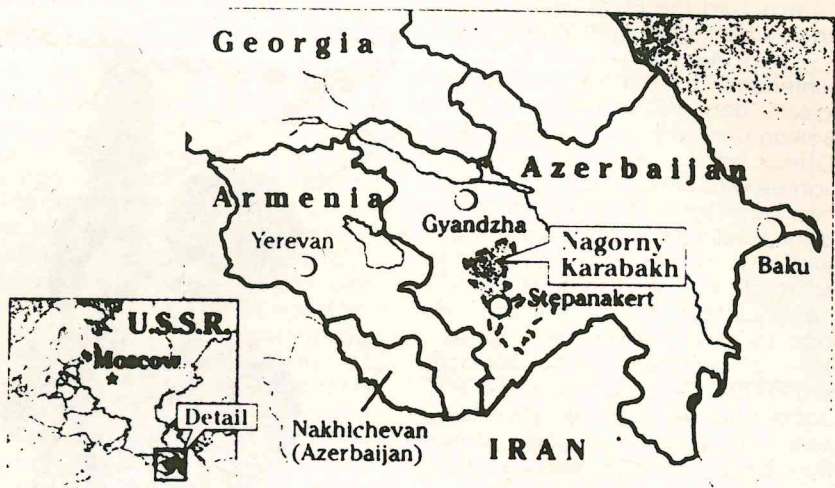 Georgia
Azerbaijan
Armenia
Gyandzha
Yerevan
Nagorny
Karabakh
Baku
Stepanakert
U.S.S.R.
Moscow
Detail
Nakhichevan
(Azerbaijan)
IRAN